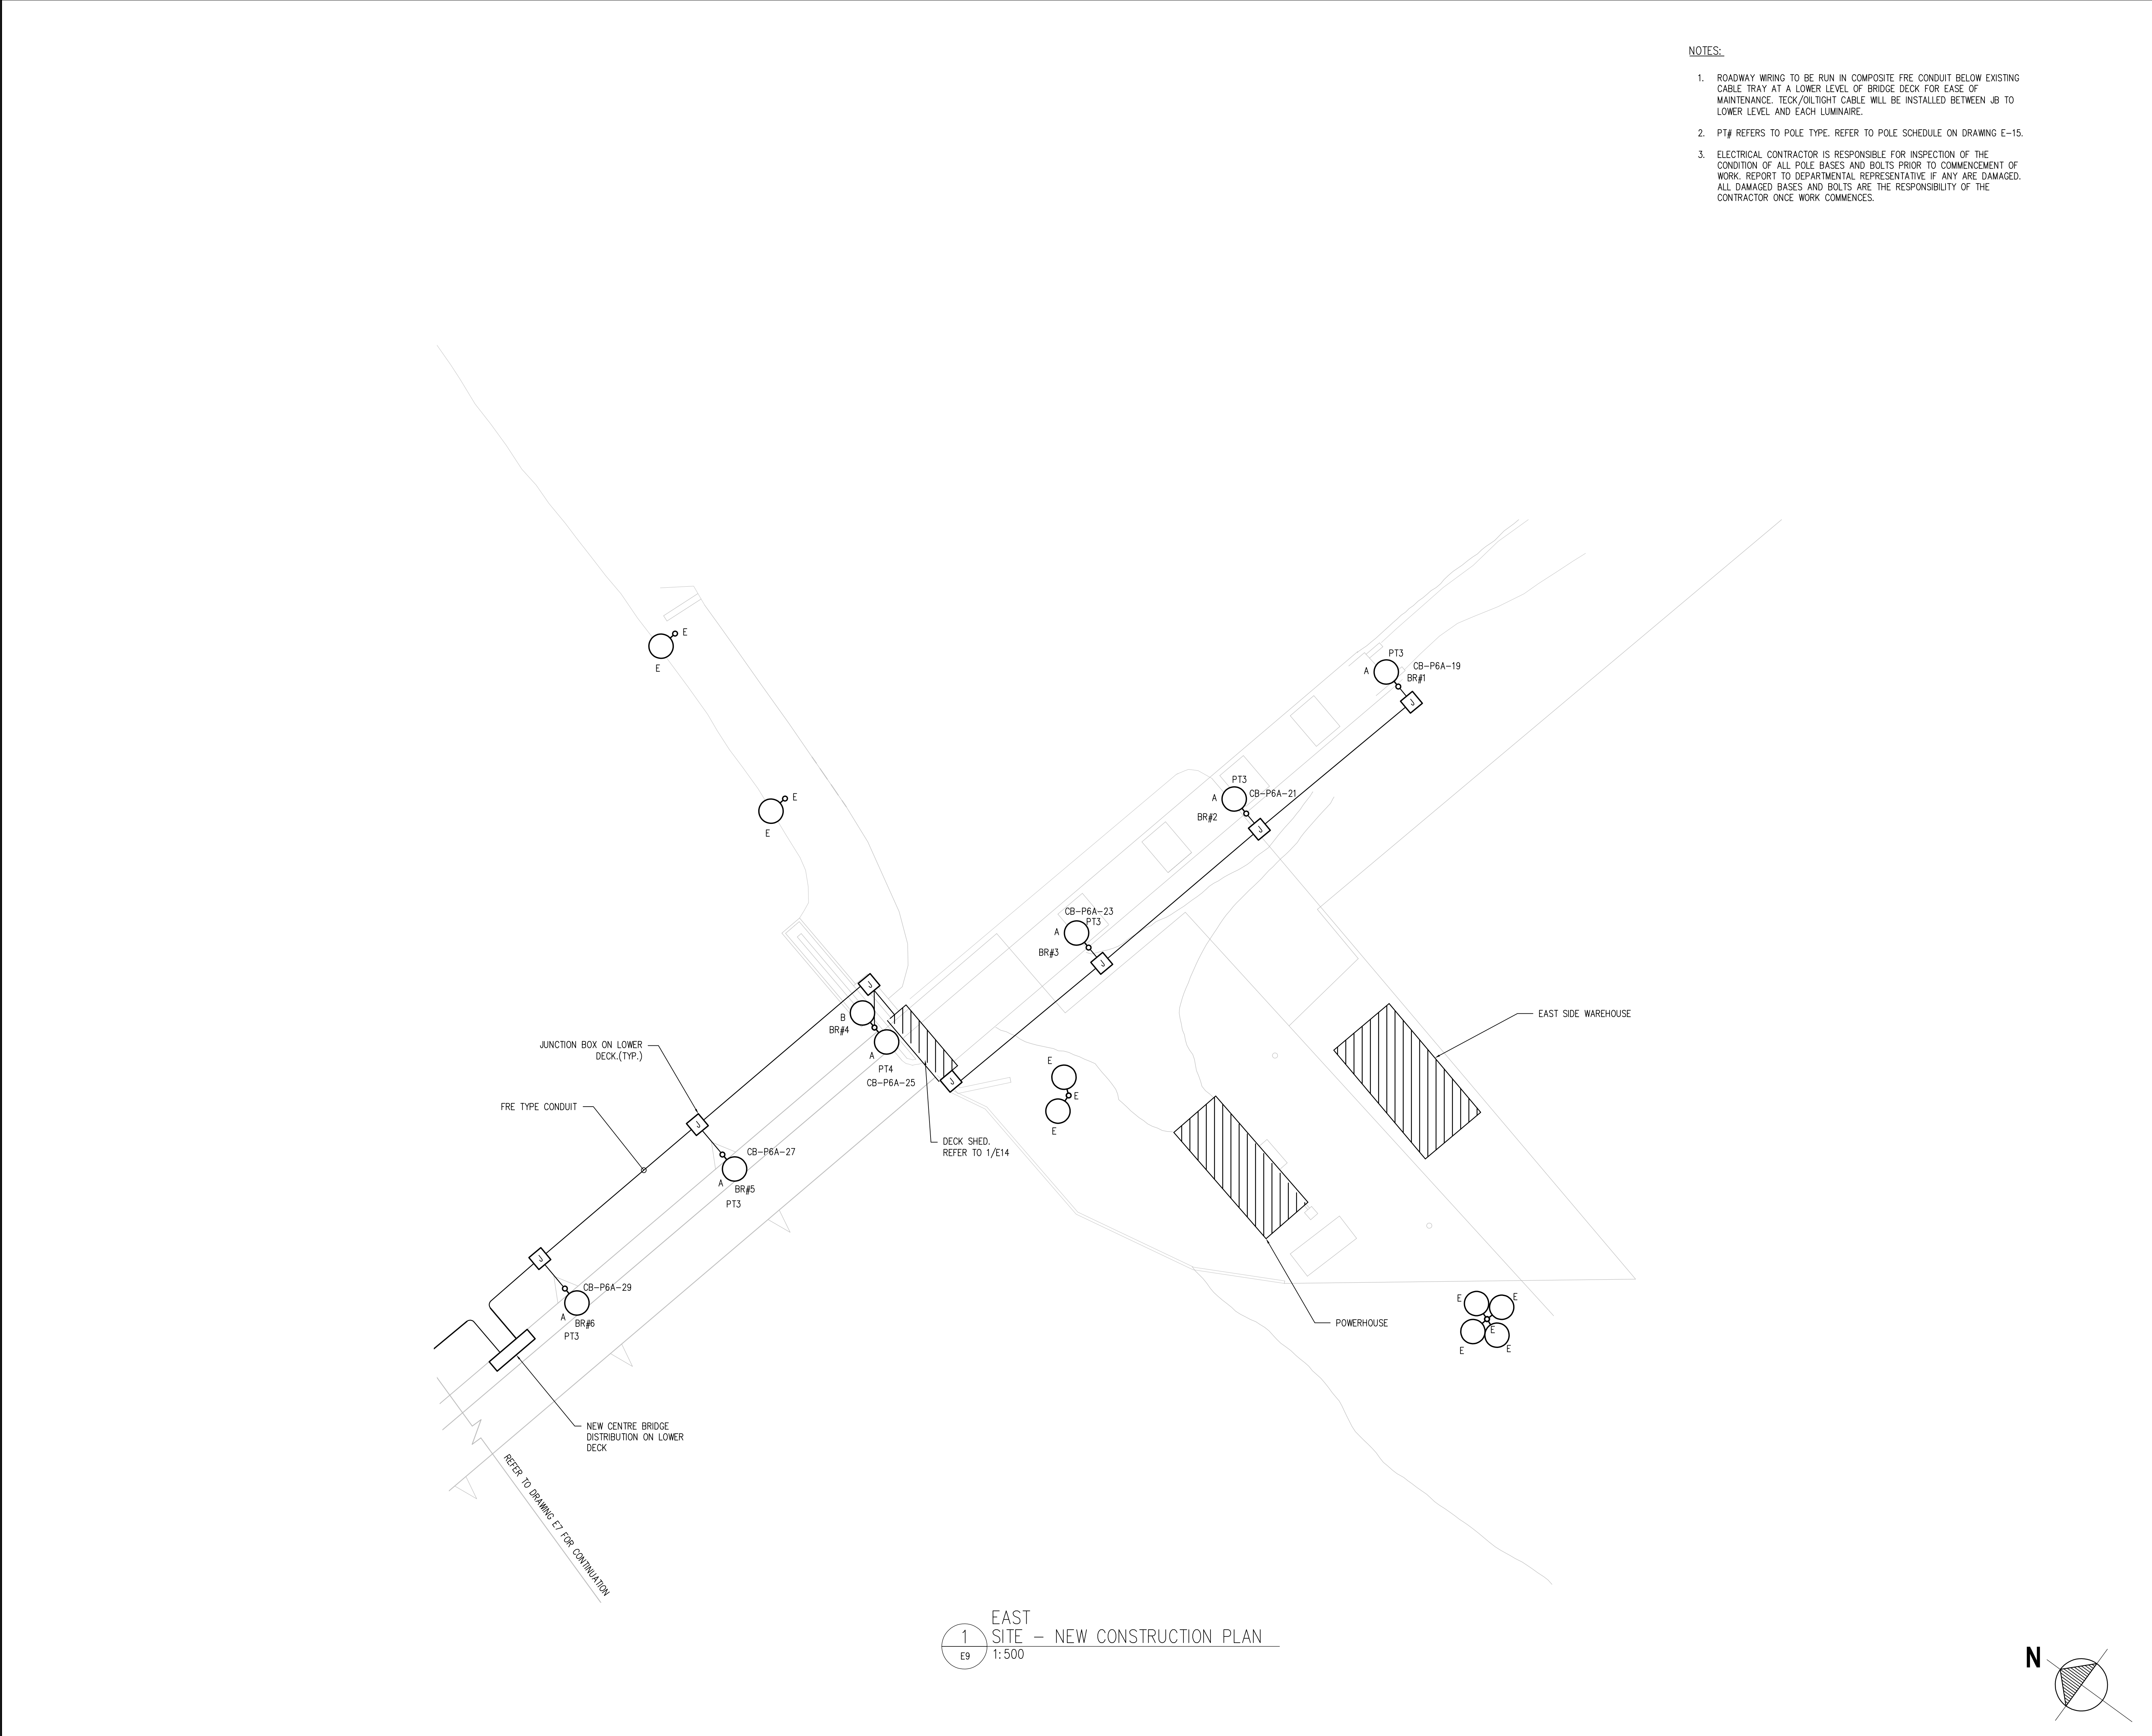 NOTES:
1. ROADWAY WIRING TO BE RUN IN COMPOSITE FRE CONDUIT BELOW EXISTING
CABLE TRAY AT A LOWER LEVEL OF BRIDGE DECK FOR EASE OF
MAINTENANCE. TECK/OILTIGHT CABLE WILL BE INSTALLED BETWEEN JB TO
LOWER LEVEL AND EACH LUMINAIRE.
2. PT# REFERS TO POLE TYPE. REFER TO POLE SCHEDULE ON DRAWING E-15.
3. ELECTRICAL CONTRACTOR IS RESPONSIBLE FOR INSPECTION OF THE
CONDITION OF ALL POLE BASES AND BOLTS PRIOR TO COMMENCEMENT OF
WORK. REPORT TO DEPARTMENTAL REPRESENTATIVE IF ANY ARE DAMAGED.
ALL DAMAGED BASES AND BOLTS ARE THE RESPONSIBILITY OF THE
CONTRACTOR ONCE WORK COMMENCES.
E
E
PT3
A
CB-P6A-19
BR#1
J
E
E
PT3
A
CB-P6A-21
BR#2
J
CB-P6A-23
PT3
A
BR#3
J
J
B
BR#4
A
PT4
CB-P6A-25
J
EAST SIDE WAREHOUSE
JUNCTION BOX ON LOWER
DECK.(TYP.)
E
E
E
FRE TYPE CONDUIT
J
DECK SHED.
REFER TO 1/E14
CB-P6A-27
A
BR#5
PT3
J
CB-P6A-29
A
BR#6
PT3
POWERHOUSE
E
E
E
E
E
NEW CENTRE BRIDGE
DISTRIBUTION ON LOWER
DECK
REFER TO DRAWING E7 FOR CONTINUATION
EAST
1
SITE - NEW CONSTRUCTION PLAN
E9
1:500
N